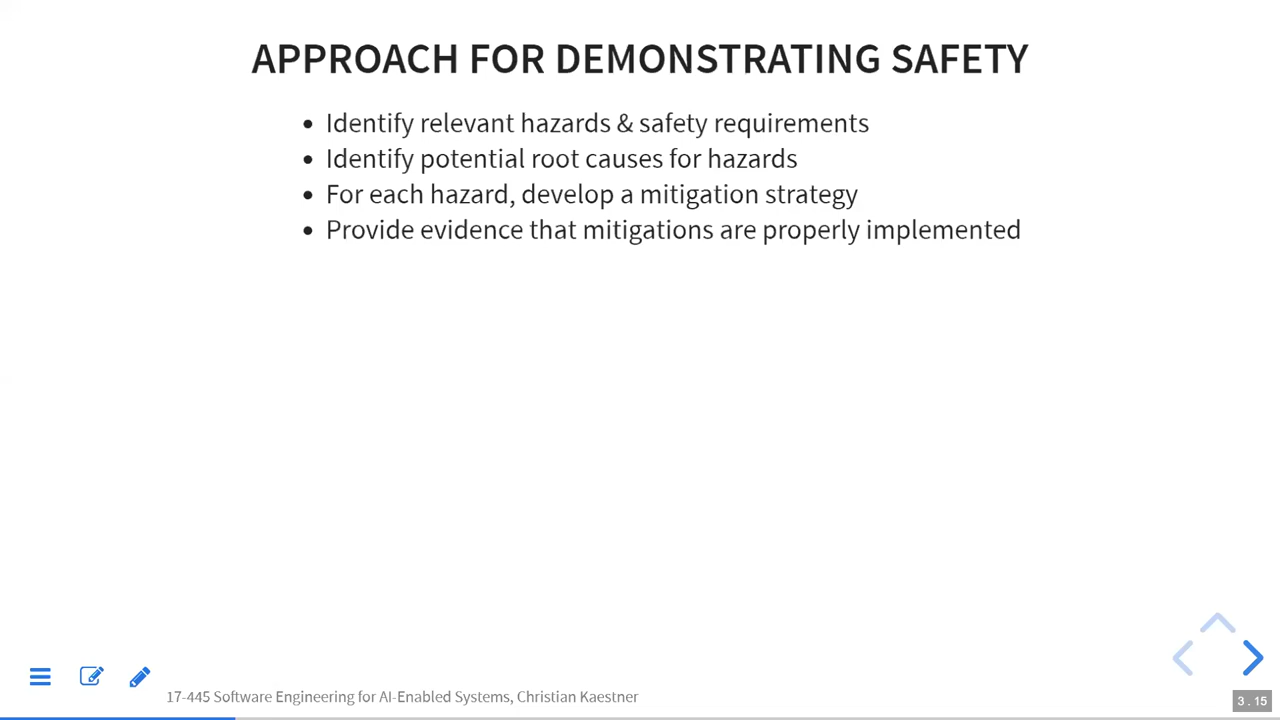 APPROACH FOR DEMONSTRATING SAFETY
• Identify relevant hazards & safety requirements
• Identify potential root causes for hazards
• For each hazard, develop a mitigation strategy
• Provide evidence that mitigations are properly implemented
17-445 Software Engineering for AI-Enabled Systems, Christian Kaestner
3 . 15